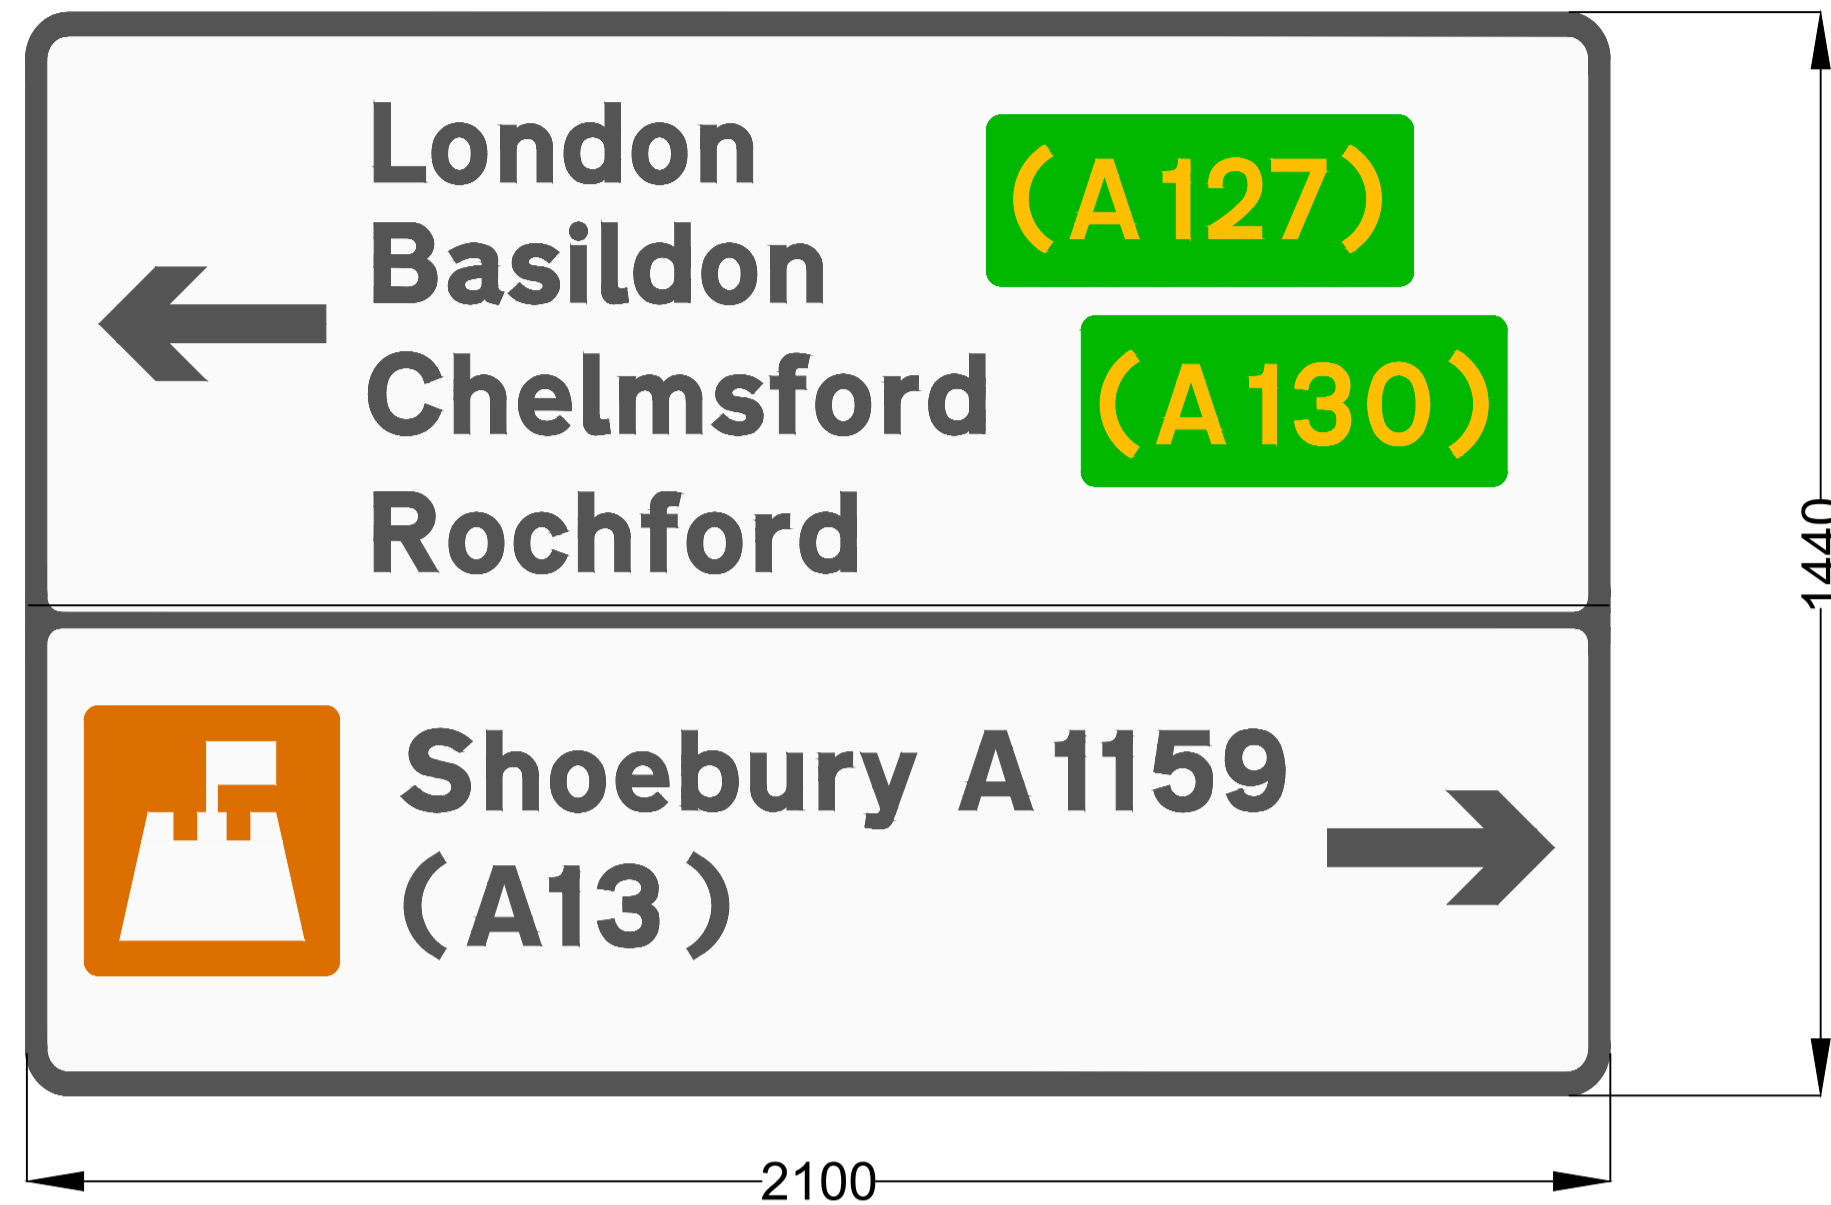 London
(A127)
Basildon
Chelmsford
(A130)
Rochford
Shoebury A1159
(A13)
1440
2100